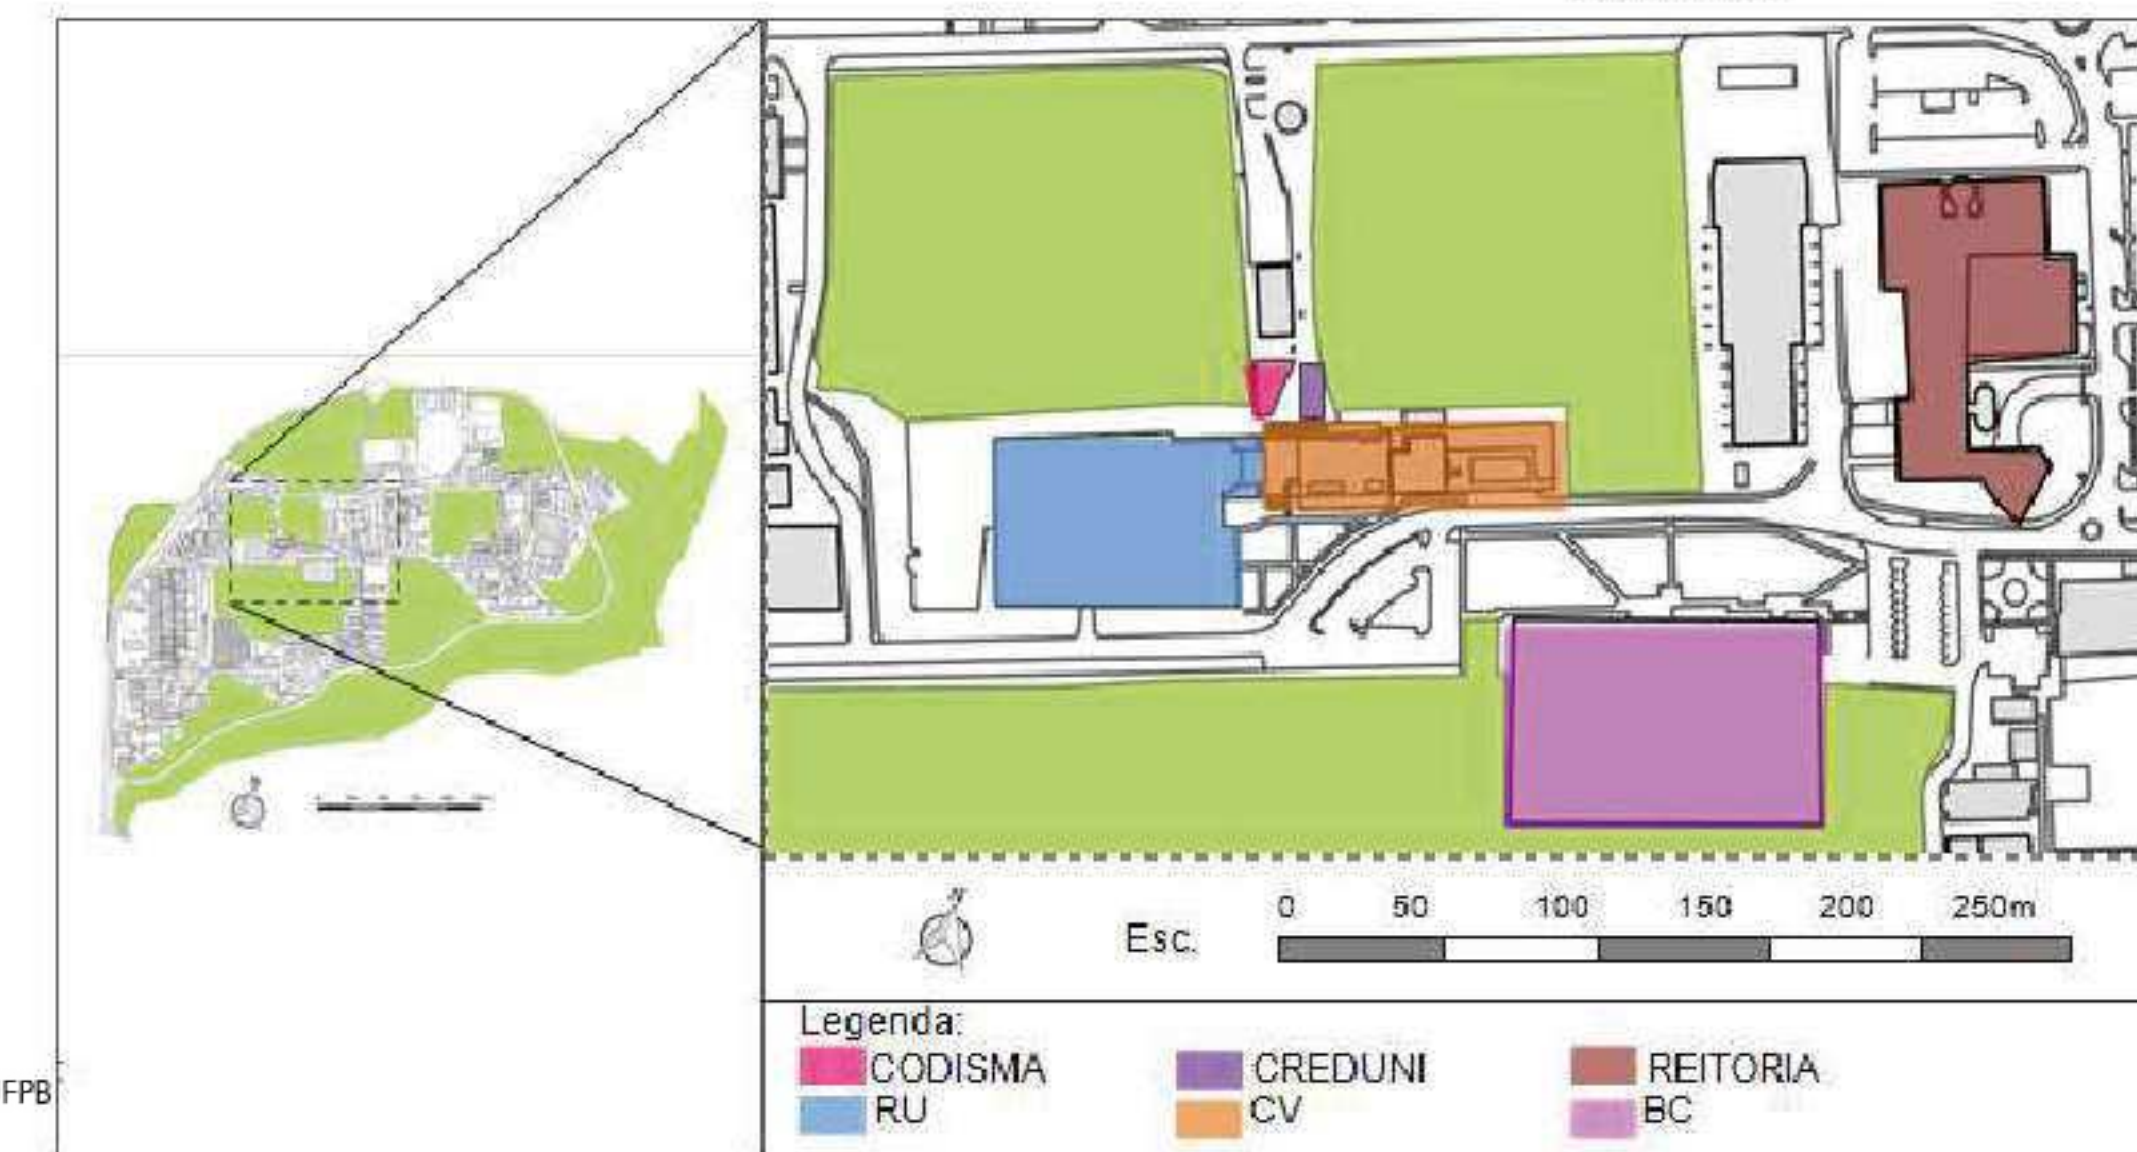 N
0 50 100 150 200 250m
Esc.
Legenda:
CODISMA CREDUNI REITORIA
RU CV BC
FPB